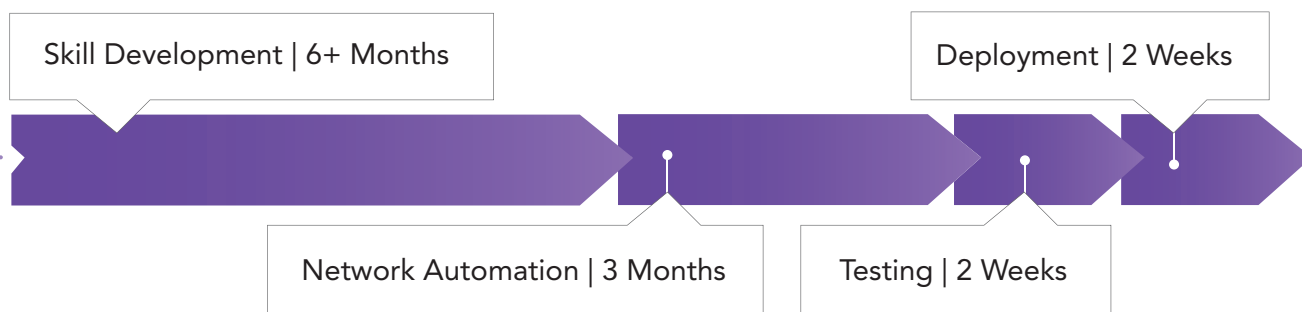 Skill Development | 6+ Months
Network Automation | 3 Months
Testing | 2 Weeks
Deployment | 2 Weeks